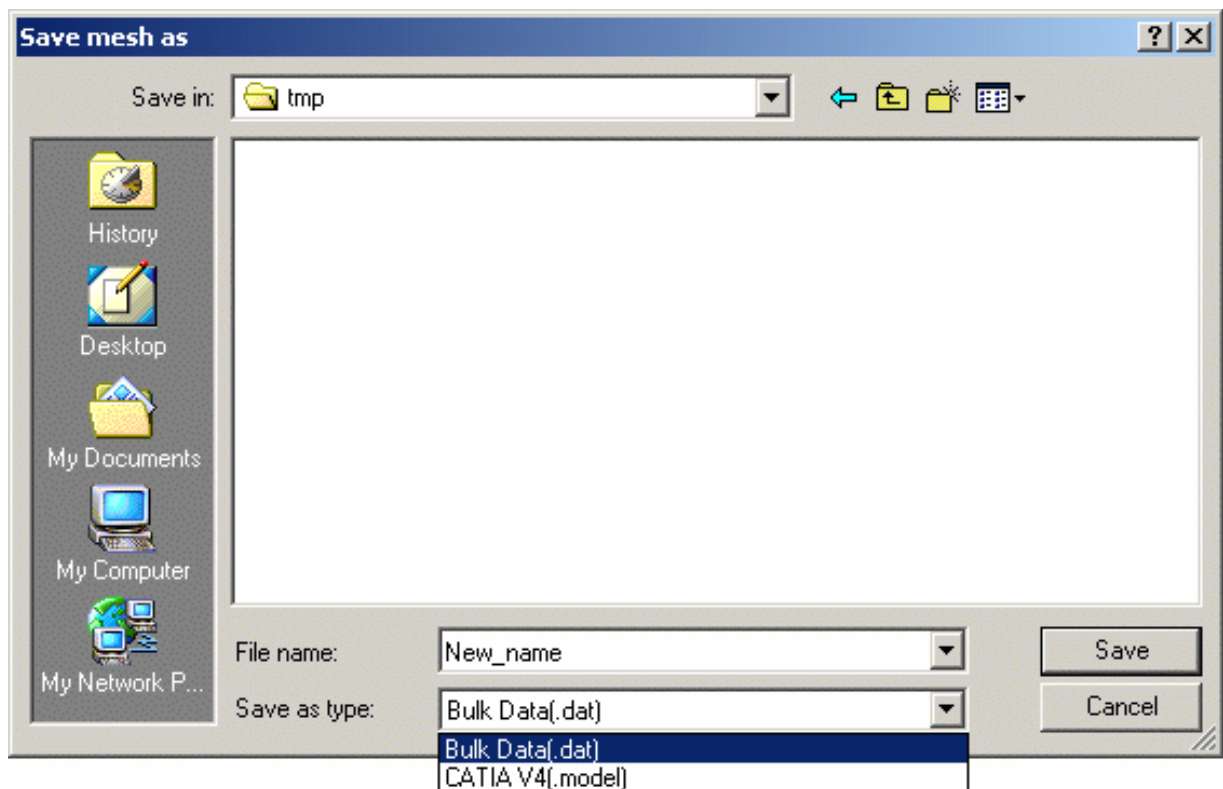 Save mesh as
Save in:
tmp
History
Desktop
My Documents
My Computer
My Network P...
File name:
New_name
Save
Save as type:
Bulk Data(.dat)
Cancel
Bulk Data(.dat)
CATIA V4(.model)